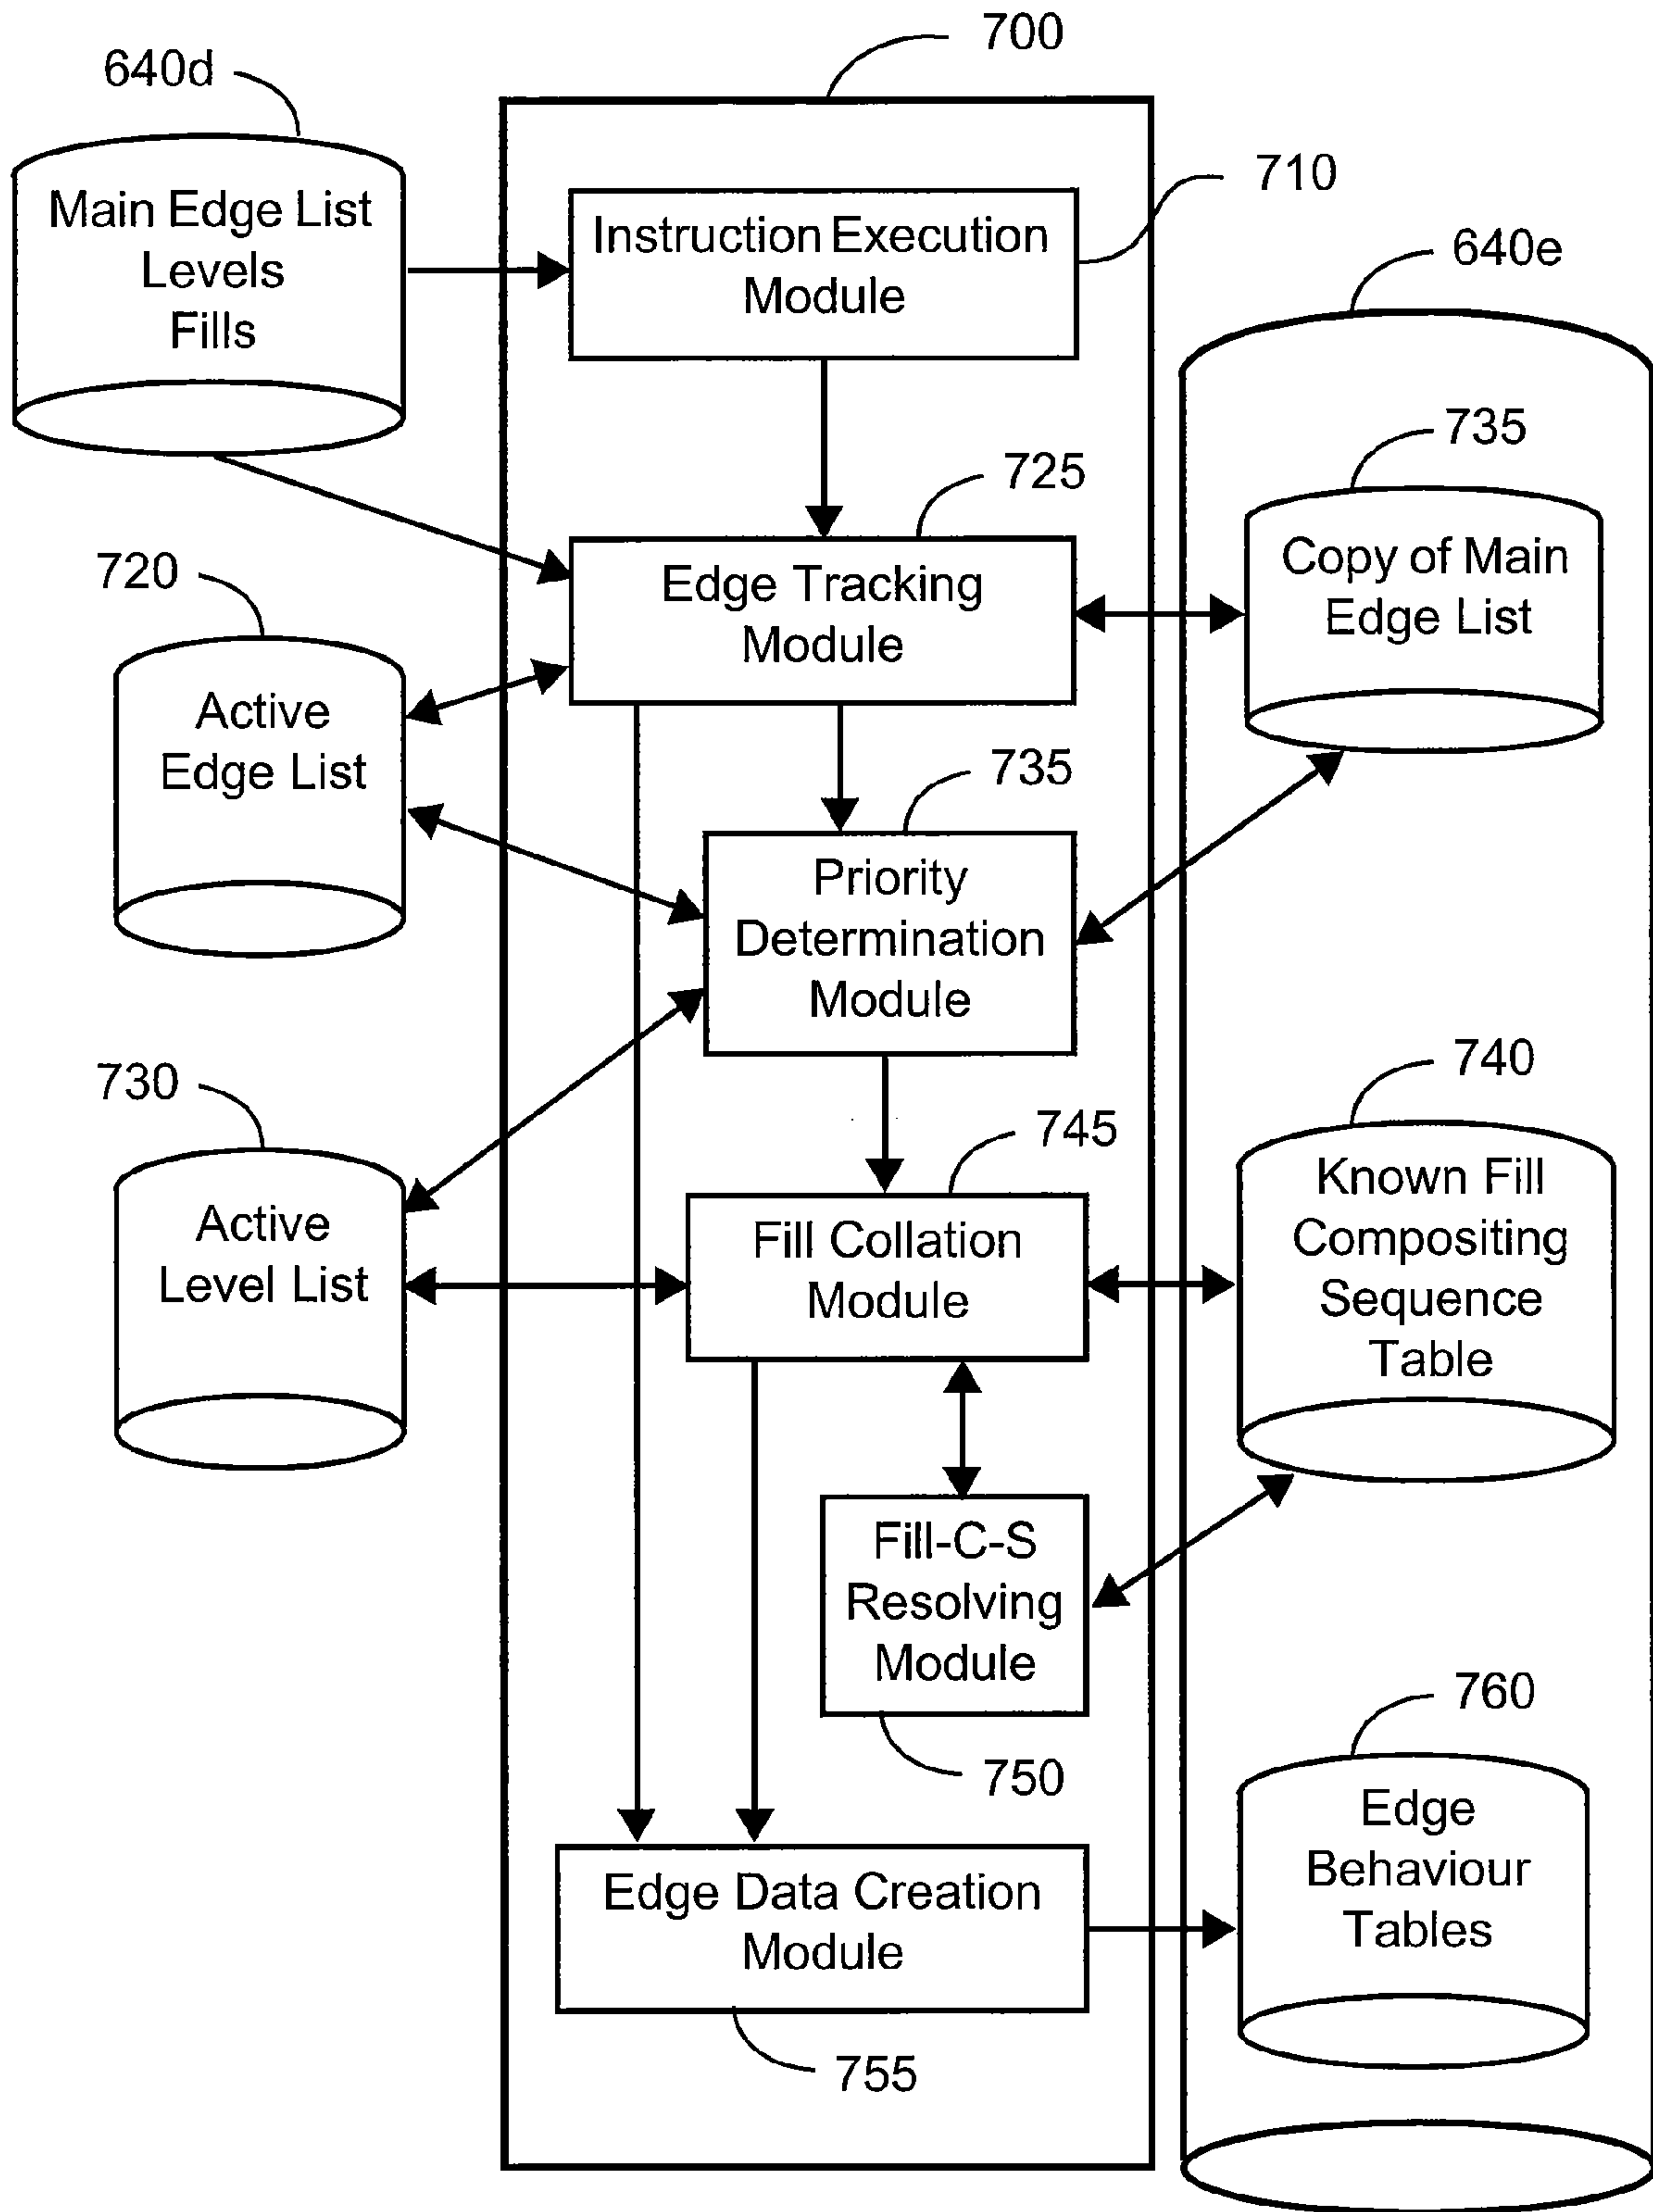 700
640d
Main Edge List
Levels
Fills
Instruction Execution
Module
710
640e
735
Copy of Main
Edge List
725
Edge Tracking
Module
720
Active
Edge List
735
Priority
Determination
Module
730
Active
Level List
745
Fill Collation
Module
740
Known Fill
Compositing
Sequence
Table
Fill-C-S
Resolving
Module
750
760
Edge
Behaviour
Tables
Edge Data Creation
Module
755